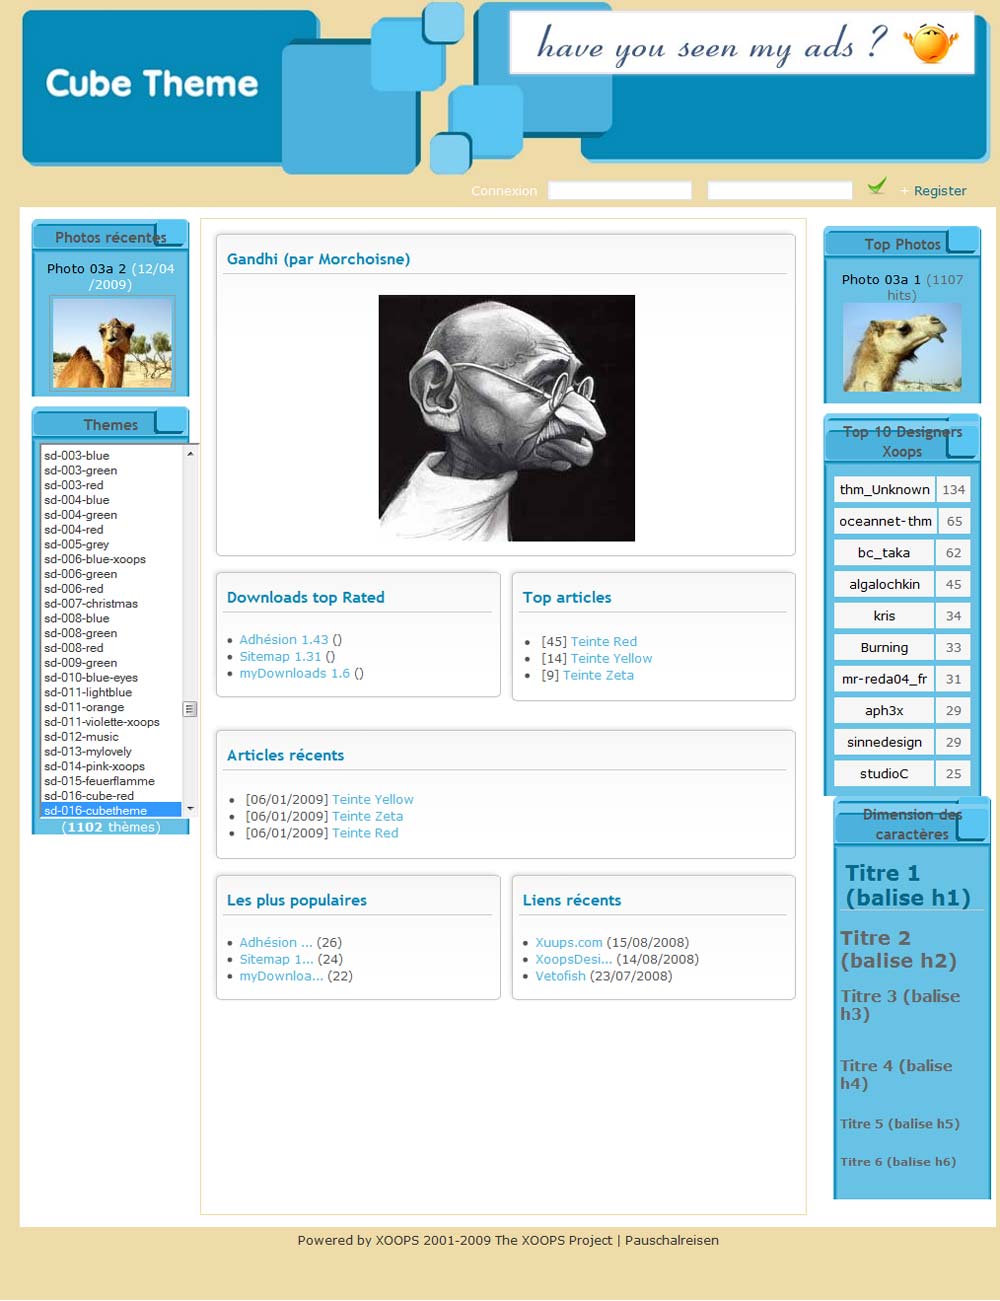 Cube Theme
have you seen my ads ?
Connexion
+ Register
Photos récentes
Photo 03a 2 (12/04
/2009)
Themes
sd-003-blue
sd-003-green
sd-003-red
sd-004-blue
sd-004-green
sd-004-red
sd-005-grey
sd-006-blue-xoops
sd-006-green
sd-006-red
sd-007-christmas
sd-008-blue
sd-008-green
sd-008-red
sd-009-green
sd-010-blue-eyes
sd-011-lightblue
sd-011-orange
sd-011-violette-xoops
sd-012-music
sd-013-mylovely
sd-014-pink-xoops
sd-015-feuerflamme
sd-016-cube-red
sd-016-cubetheme
(1102 thèmes)
Gandhi (par Morchoisne)
Downloads top Rated
Adhésion 1.43 ()
Sitemap 1.31 ()
myDownloads 1.6 ()
Top articles
[45] Teinte Red
[14] Teinte Yellow
[9] Teinte Zeta
Articles récents
[06/01/2009] Teinte Yellow
[06/01/2009] Teinte Zeta
[06/01/2009] Teinte Red
Les plus populaires
Adhésion ... (26)
Sitemap 1... (24)
myDownloa... (22)
Liens récents
Xuups.com (15/08/2008)
XoopsDesi... (14/08/2008)
Vetofish (23/07/2008)
Top Photos
Photo 03a 1 (1107
hits)
Top 10 Designers
Xoops
thm_Unknown 134
oceannet-thm 65
bc_taka 62
algalochkin 45
kris 34
Burning 33
mr-reda04_fr 31
aph3x 29
sinnedesign 29
studioC 25
Dimension des
caractères
Titre 1
(balise h1)
Titre 2
(balise h2)
Titre 3 (balise
h3)
Titre 4 (balise
h4)
Titre 5 (balise h5)
Titre 6 (balise h6)
Powered by XOOPS 2001-2009 The XOOPS Project | Pauschalreisen